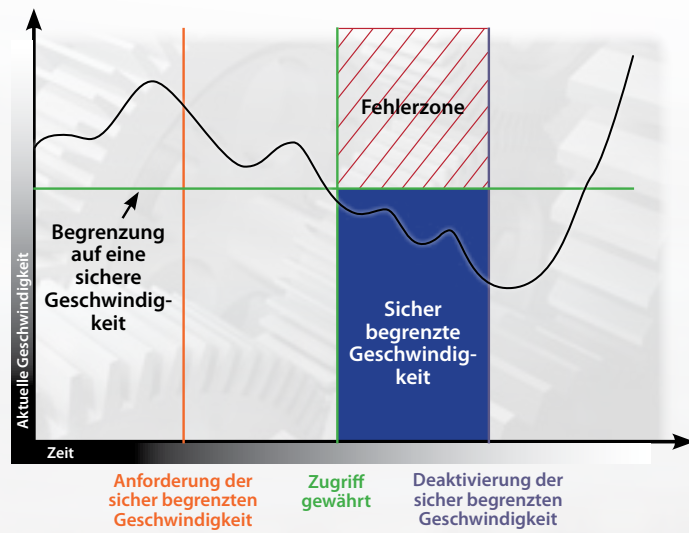 Fehlerzone
Begrenzung
auf eine
sichere
Geschwindig-
keit
Sicher
begrenzte
Geschwindig-
keit
Aktuelle Geschwindigkeit
Zeit
Anforderung der
sicher begrenzten
Geschwindigkeit
Zugriff
gewährt
Deaktivierung der
sicher begrenzten
Geschwindigkeit